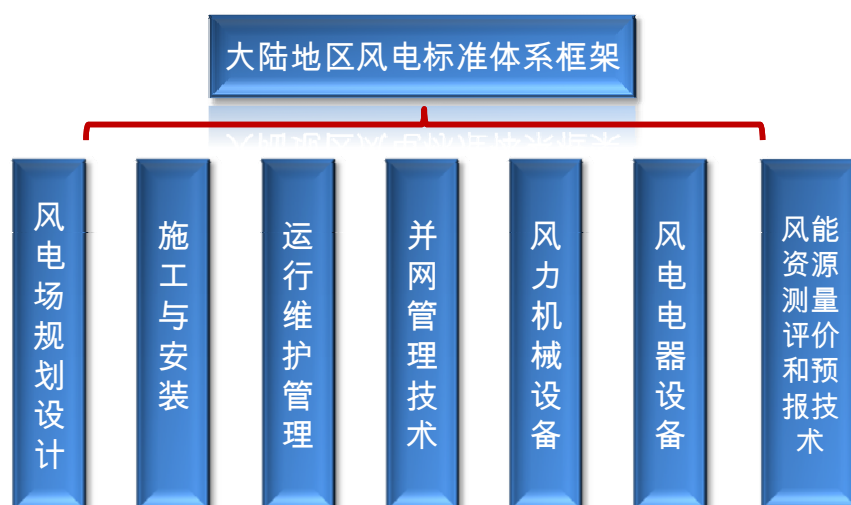 大陆地区风电标准体系框架
风电场规划设计
施工与安装
运行维护管理
并网管理技术
风力机械设备
风电电器设备
风能
资源
测量
评价
和预
报技
术